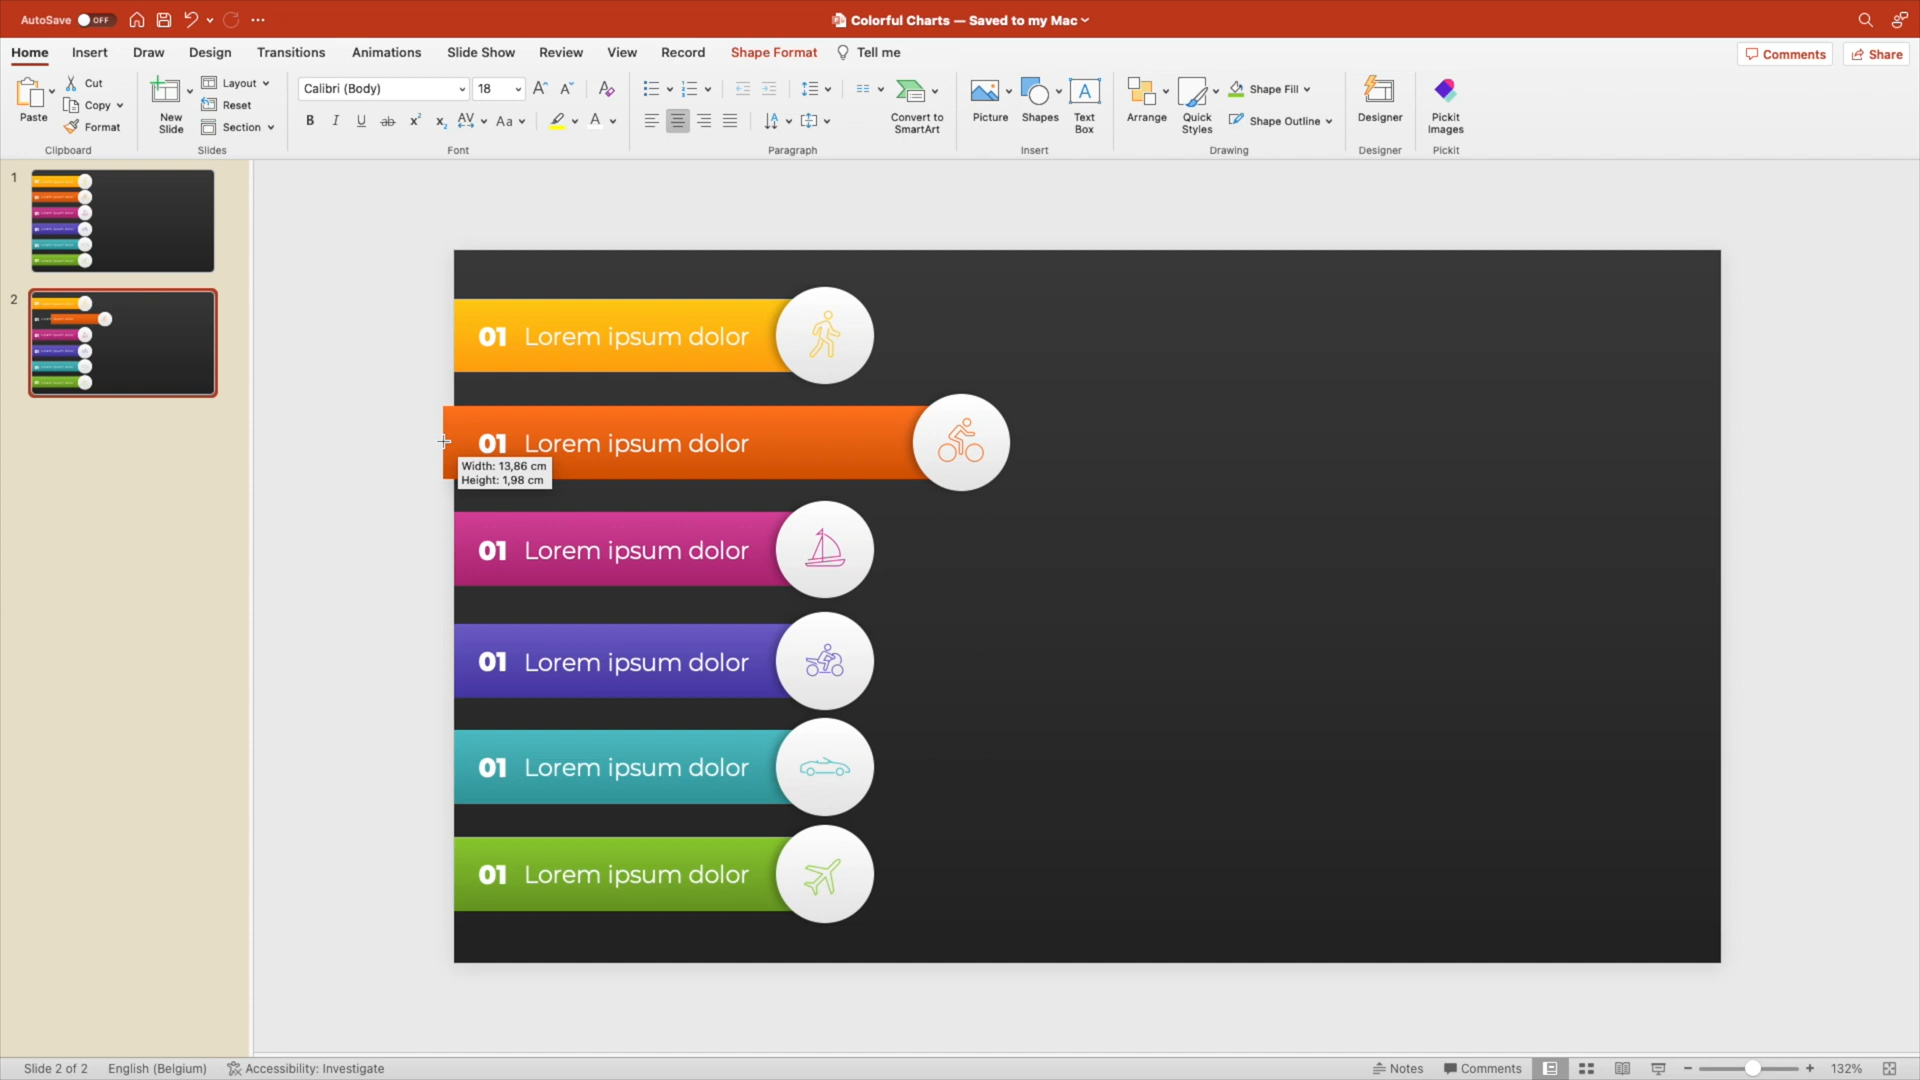 AutoSave OFF
Colorful Charts — Saved to my Mac
Home Insert Draw Design Transitions Animations Slide Show Review View Record Shape Format Tell me
Comments Share
Paste
Cut
Copy
Format
Clipboard
New
Slide
Layout
Reset
Section
Slides
Calibri (Body) 18
Font
Paragraph
Convert to
SmartArt
Picture
Shapes
Text
Box
Insert
Arrange
Quick
Styles
Shape Fill
Shape Outline
Drawing
Designer
Designer
Pickit
Images
Pickit
1
2
01 Lorem ipsum dolor
01 Lorem ipsum dolor
Width: 13,86 cm
Height: 1,98 cm
01 Lorem ipsum dolor
01 Lorem ipsum dolor
01 Lorem ipsum dolor
01 Lorem ipsum dolor
Slide 2 of 2 English (Belgium) Accessibility: Investigate
Notes Comments 132%